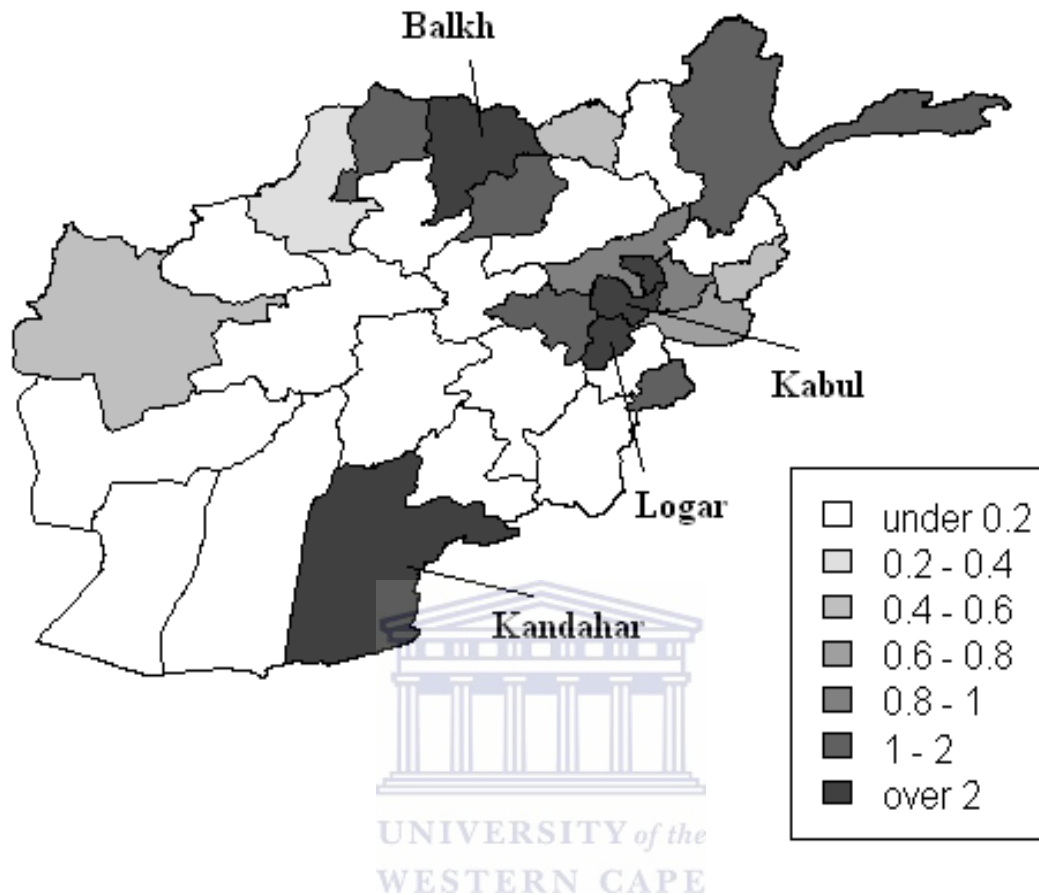 Balkh
Kabul
Logar
Kandahar
under 0.2
0.2 - 0.4
0.4 - 0.6
0.6 - 0.8
0.8 - 1
1 - 2
over 2
UNIVERSITY of the
WESTERN CAPE